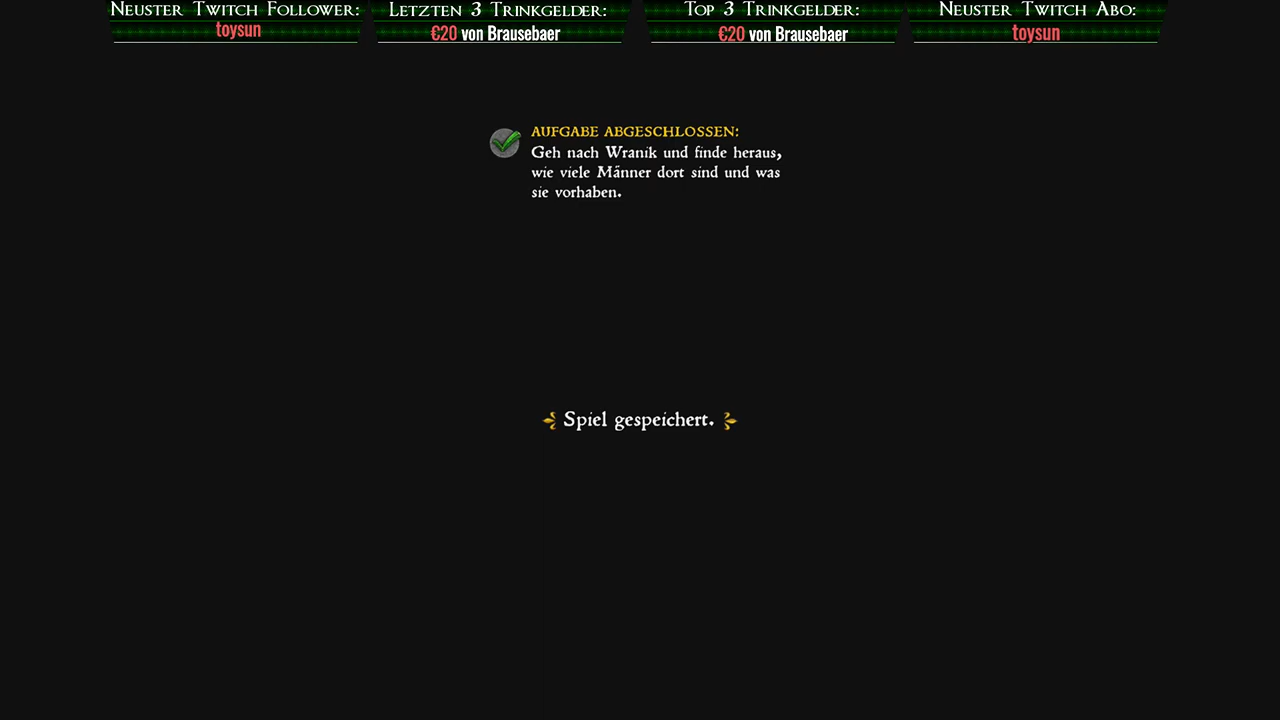 Neuster Twitch Follower:
toysun
Letzten 3 Trinkgelder:
€20 von Brausebaer
Top 3 Trinkgelder:
€20 von Brausebaer
Neuster Twitch Abo:
toysun
AUFGABE ABGESCHLOSSEN:
Geh nach Wranik und finde heraus,
wie viele Männer dort sind und was
sie vorhaben.
Spiel gespeichert.